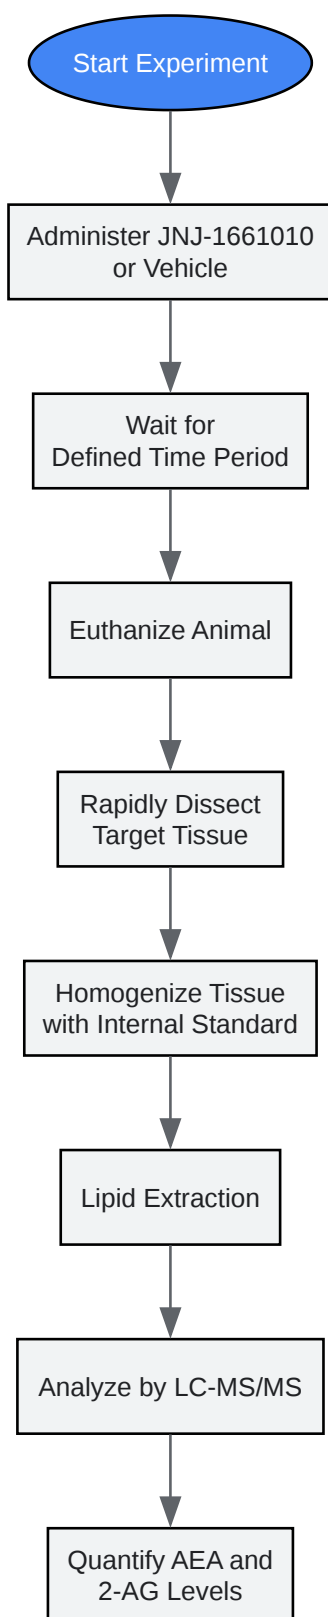 Start Experiment
Administer JNJ-1661010
or Vehicle
Wait for
Defined Time Period
Euthanize Animal
Rapidly Dissect
Target Tissue
Homogenize Tissue
with Internal Standard
Lipid Extraction
Analyze by LC-MS/MS
Quantify AEA and
2-AG Levels